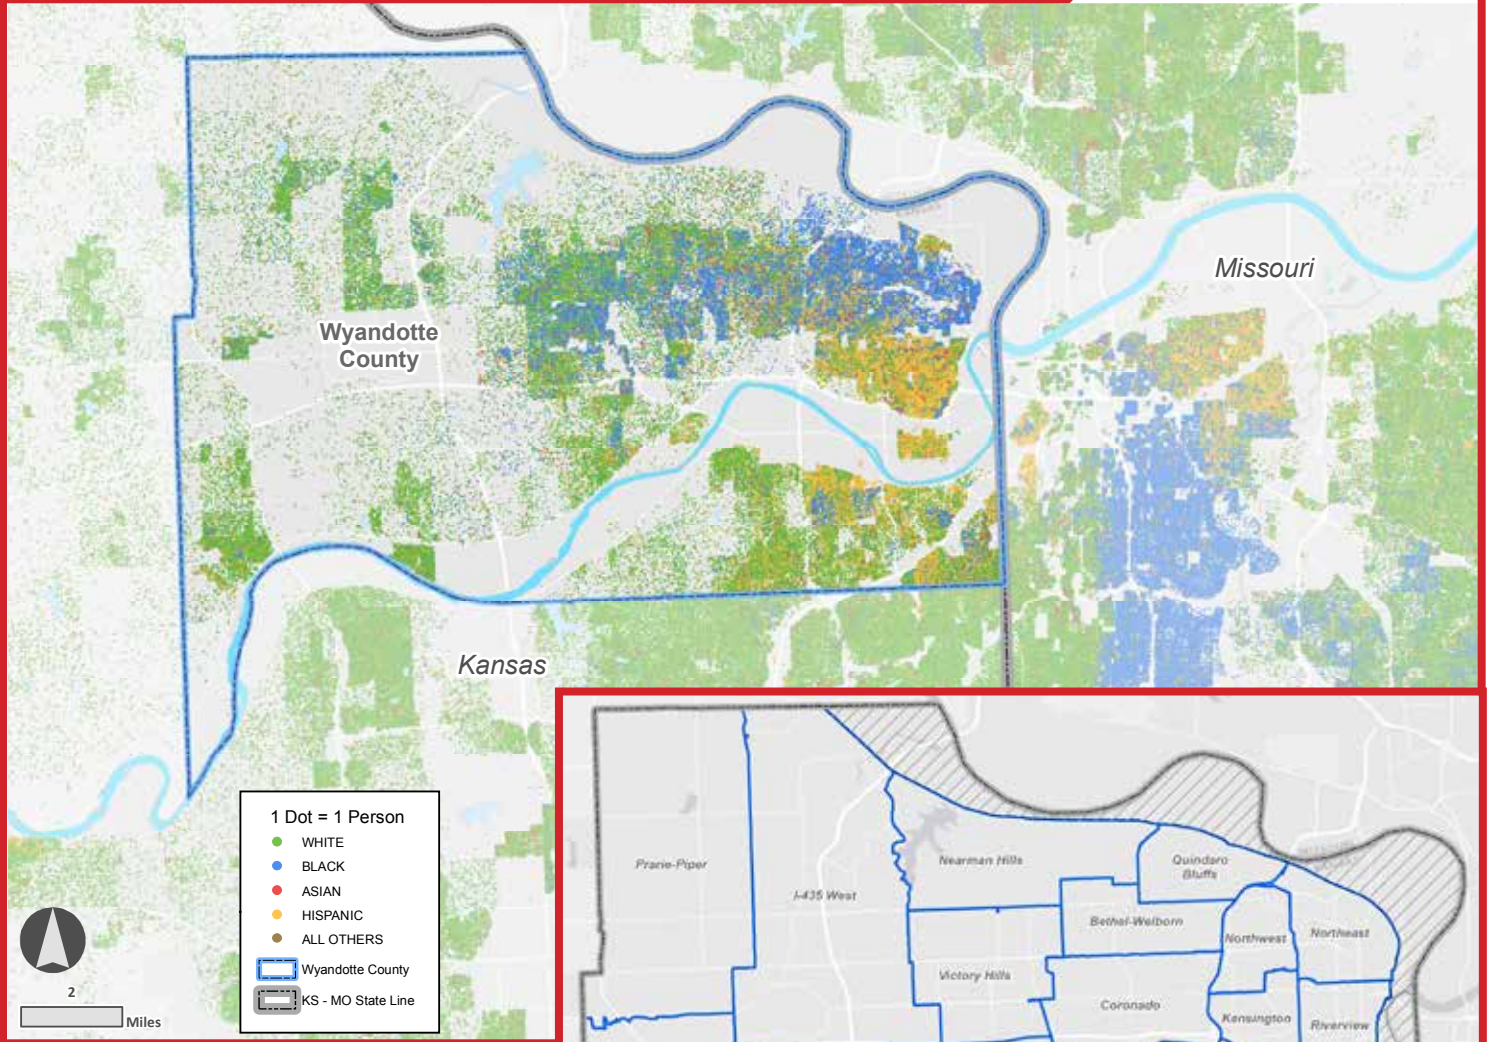 Missouri
Wyandotte
County
Kansas
1 Dot = 1 Person
WHITE
BLACK
ASIAN
HISPANIC
ALL OTHERS
Wyandotte County
KS - MO State Line
2
Miles
Prarie-Piper
I-435 West
Nearman Hills
Quindaro
Bluffs
Bethel-Welborn
Northwest
Northeast
Victory Hills
Coronado
Kensington
Riverview